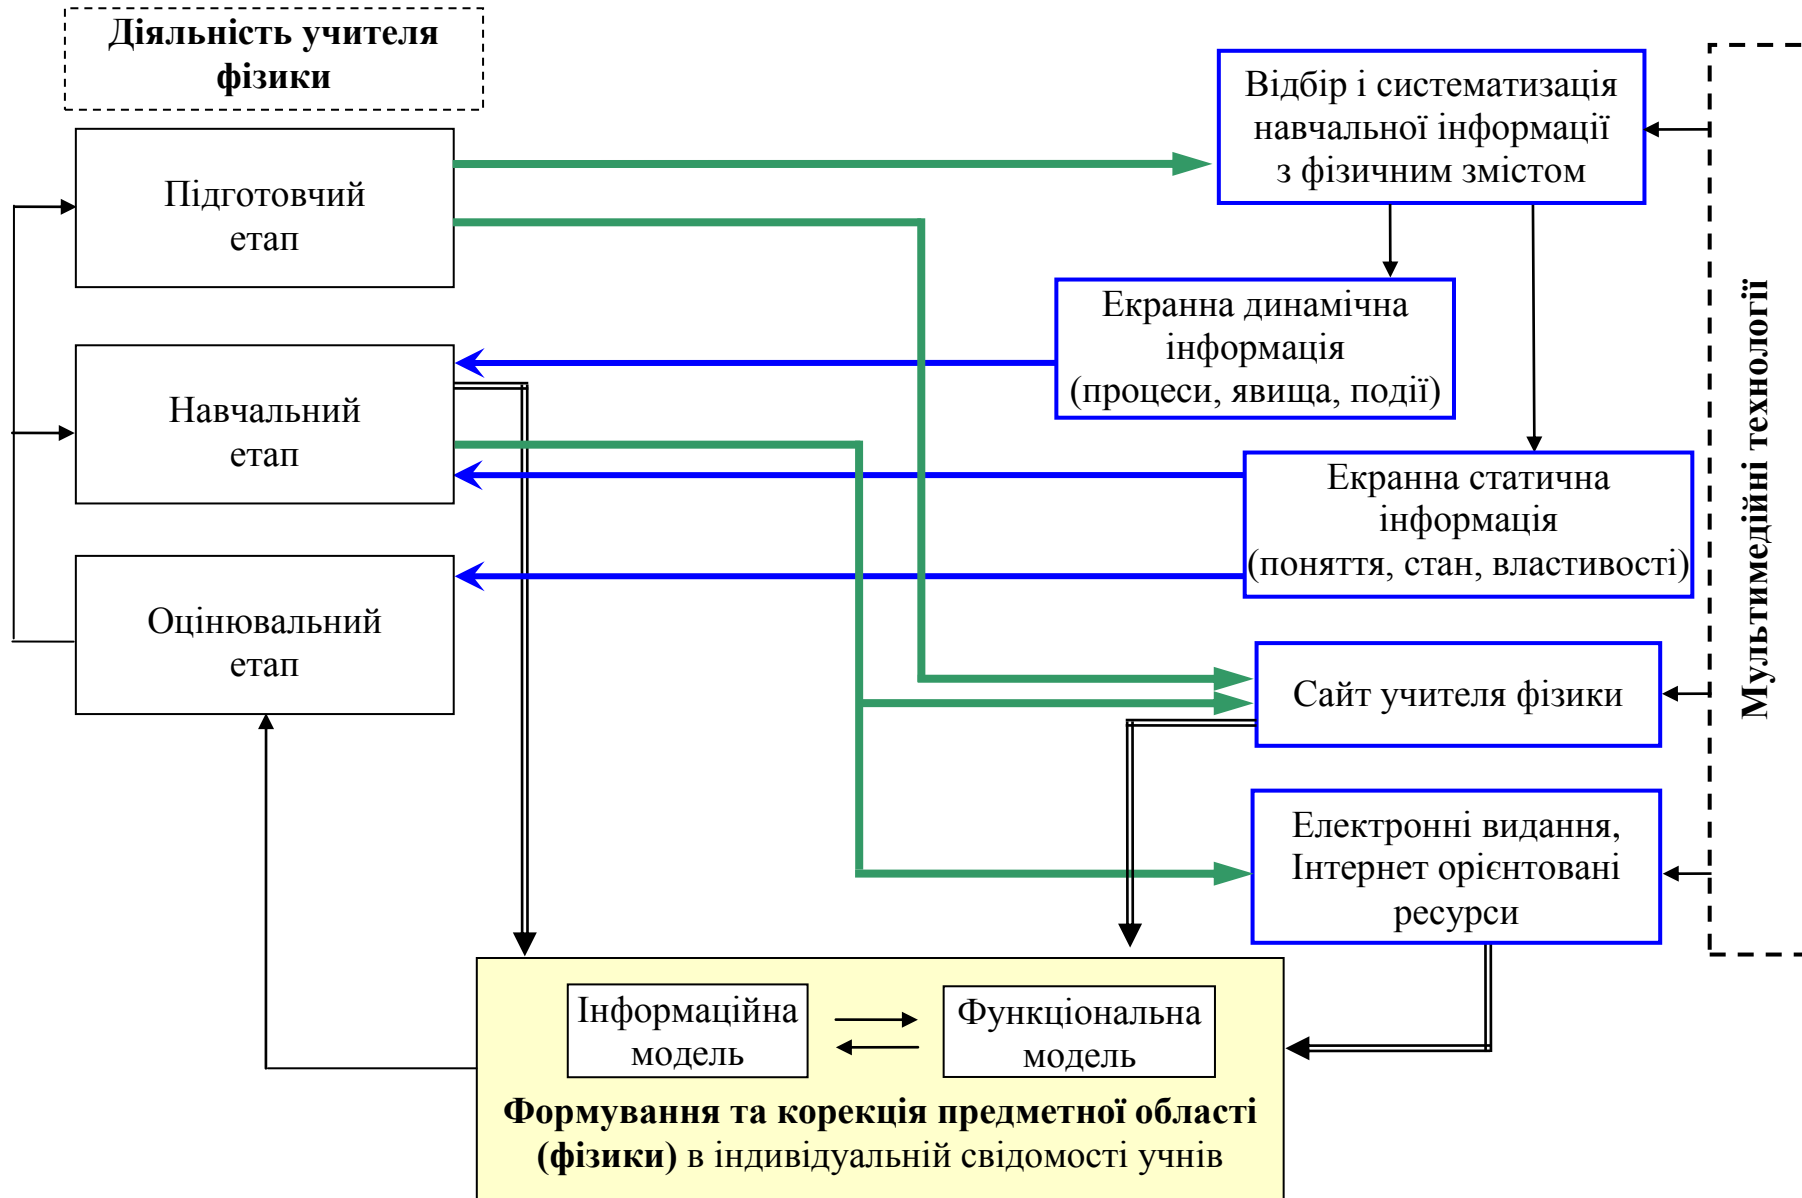 Діяльність учителя
фізики
Підготовчий
етап
Навчальний
етап
Оцінювальний
етап
Відбір і систематизація
навчальної інформації
з фізичним змістом
Екранна динамічна
інформація
(процеси, явища, події)
Екранна статична
інформація
(поняття, стан, властивості)
Сайт учителя фізики
Електронні видання,
Інтернет орієнтовані
ресурси
Мультимедійні технології
Інформаційна
модель
Функціональна
модель
Формування та корекція предметної області
(фізики) в індивідуальній свідомості учнів